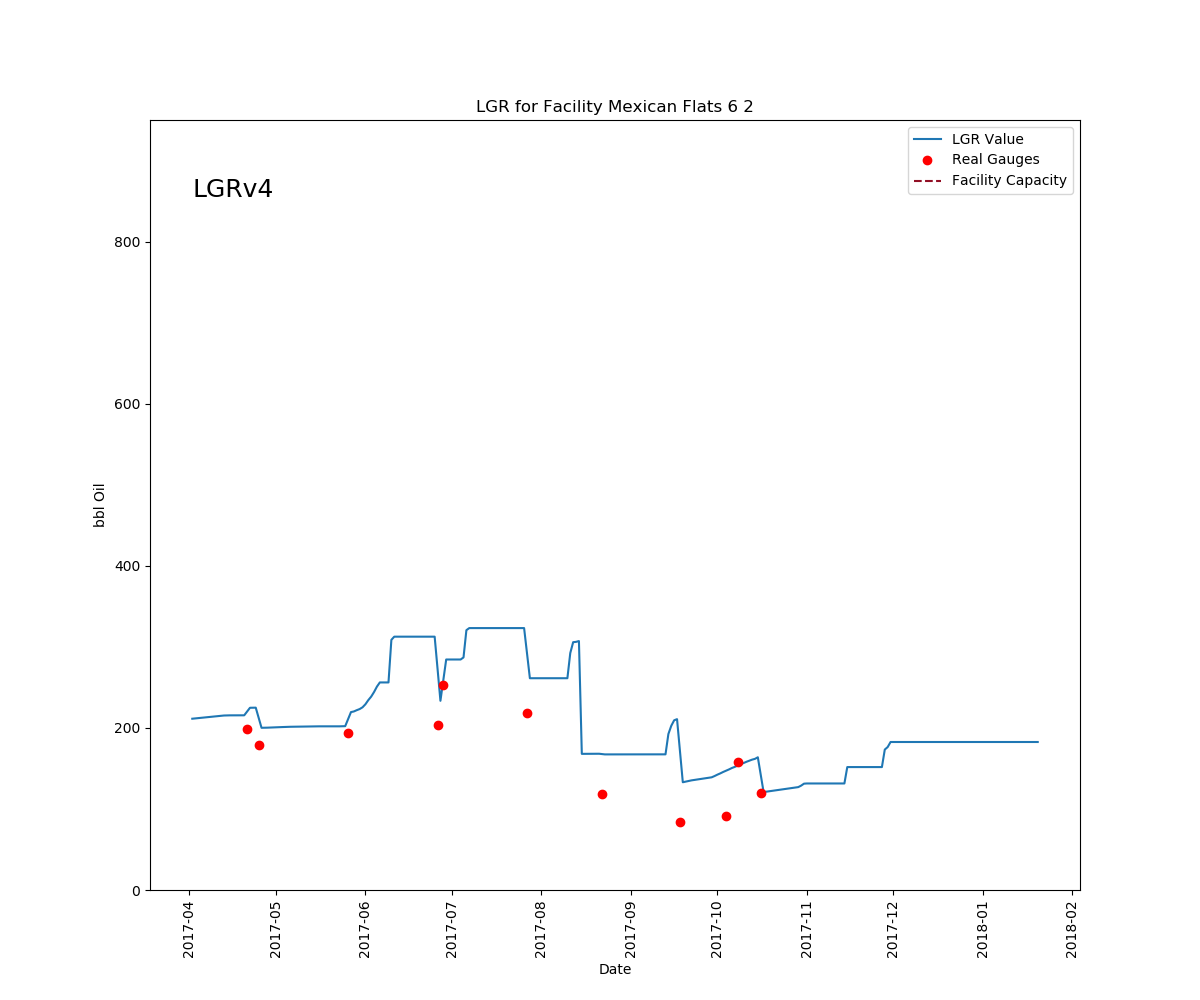 LGR for Facility Mexican Flats 6 2
LGRv4
LGR Value
Real Gauges
Facility Capacity
800
600
400
200
0
bbl Oil
2017-04
2017-05
2017-06
2017-07
2017-08
2017-09
2017-10
2017-11
2017-12
2018-01
2018-02
Date